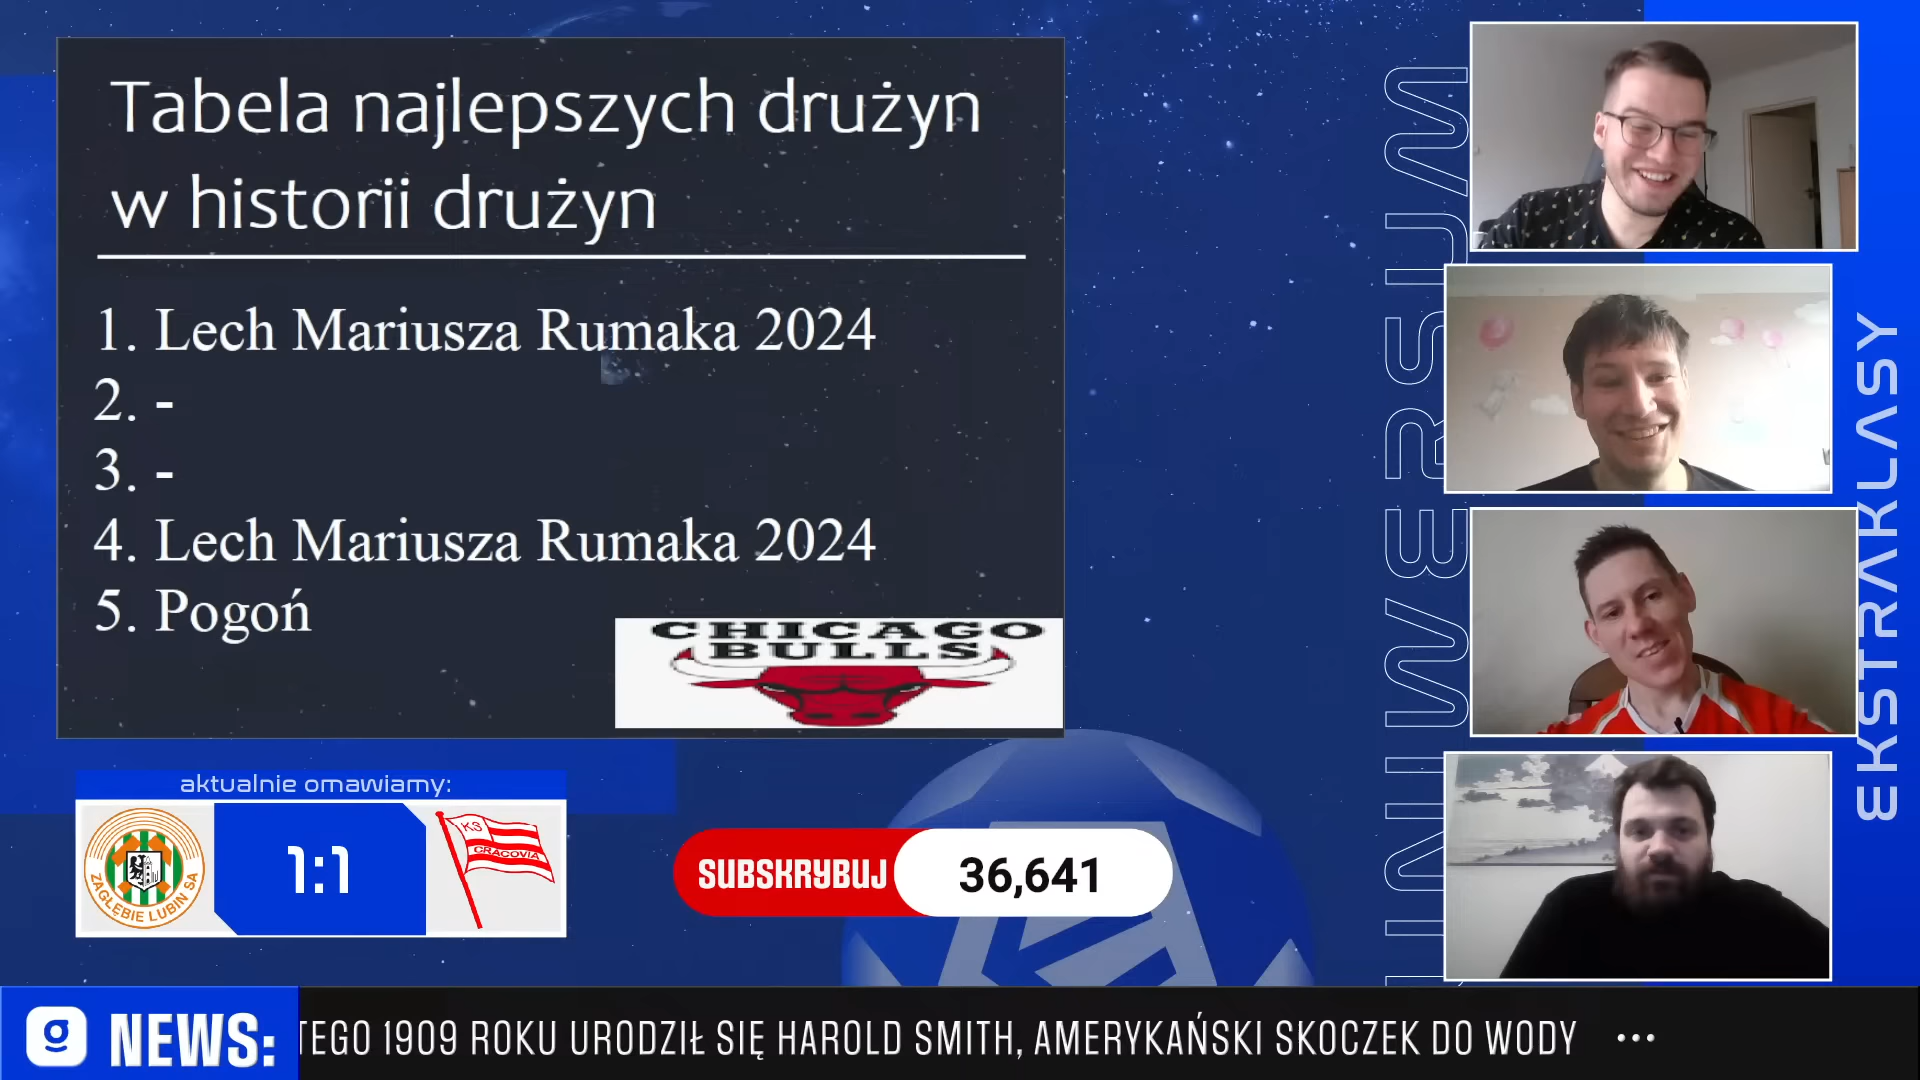 Tabela najlepszych drużyn
w historii drużyn
1. Lech Mariusza Rumaka 2024
2. -
3. -
4. Lech Mariusza Rumaka 2024
5. Pogoń
CHICAGO
BULLS
aktualnie omawiamy:
ZAGŁĘBIE LUBIN SA
1:1
KS
CRACOVIA
SUBSKRYBUJ
36,641
UNIWERSUM
EKSTRAKLASY
g
NEWS:
TEGO 1909 ROKU URODZIŁ SIĘ HAROLD SMITH, AMERYKAŃSKI SKOCZEK DO WODY ...